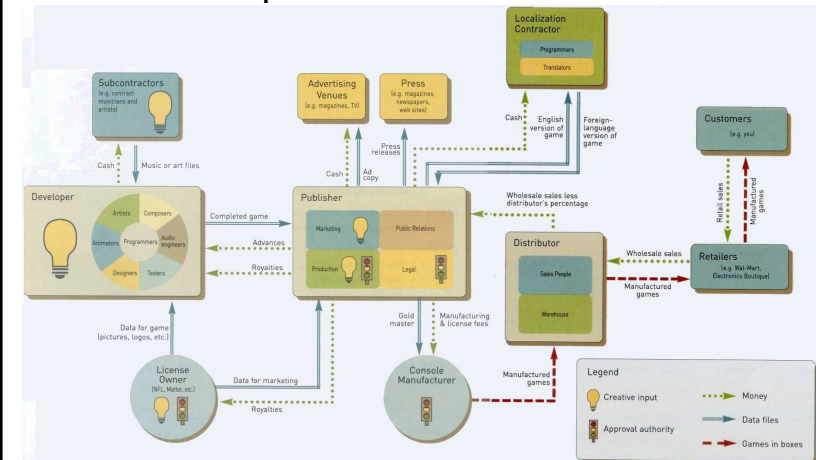 Localization
Contractor
Programmers
Translators
Subcontractors
(e.g. contract
musicians and
artists)
Advertising
Venues
(e.g. magazines, TV)
Press
(e.g. magazines,
newspapers,
web sites)
Customers
(e.g. you)
Cash
Music or art files
Cash
Ad
copy
Press
releases
Cash
English
version of
game
Foreign-
language
version of
game
Retail sales
Manufactured
games
Developer
Artists
Composers
Animators
Programmers
Audio
engineers
Designers
Testers
Completed game
Advances
Royalties
Publisher
Marketing
Public Relations
Production
Legal
Wholesale sales less
distributor's percentage
Distributor
Sales People
Warehouse
Wholesale sales
Manufactured
games
Retailers
(e.g. Wal-Mart,
Electronics Boutique)
Data for game
(pictures, logos, etc.)
License
Owner
(NFL, Mattel, etc.)
Data for marketing
Royalties
Gold
master
Manufacturing
& license fees
Console
Manufacturer
Manufactured
games
Legend
Creative input
Approval authority
Money
Data files
Games in boxes